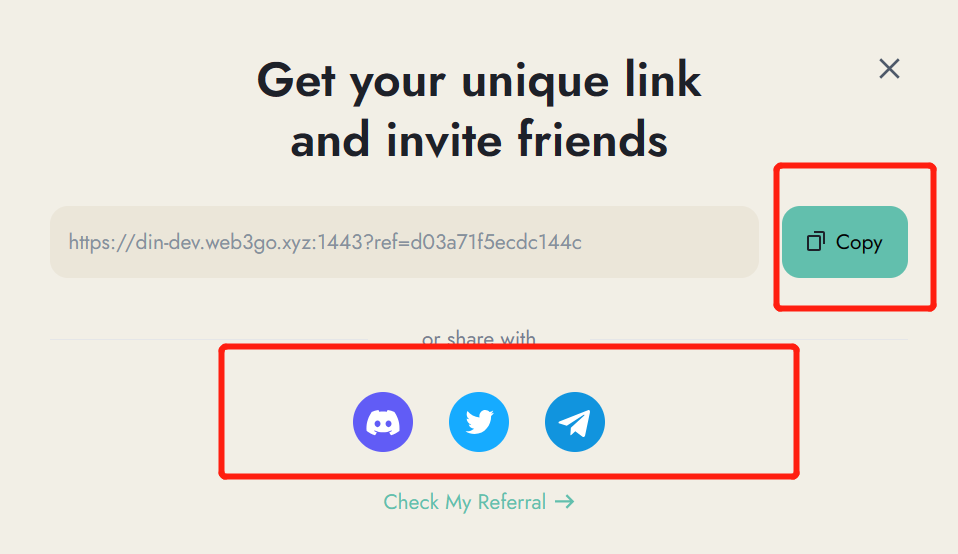 Get your unique link
and invite friends
https://din-dev.web3go.xyz:1443?ref=d03a71f5ecdc144c
Copy
or share with
Check My Referral →